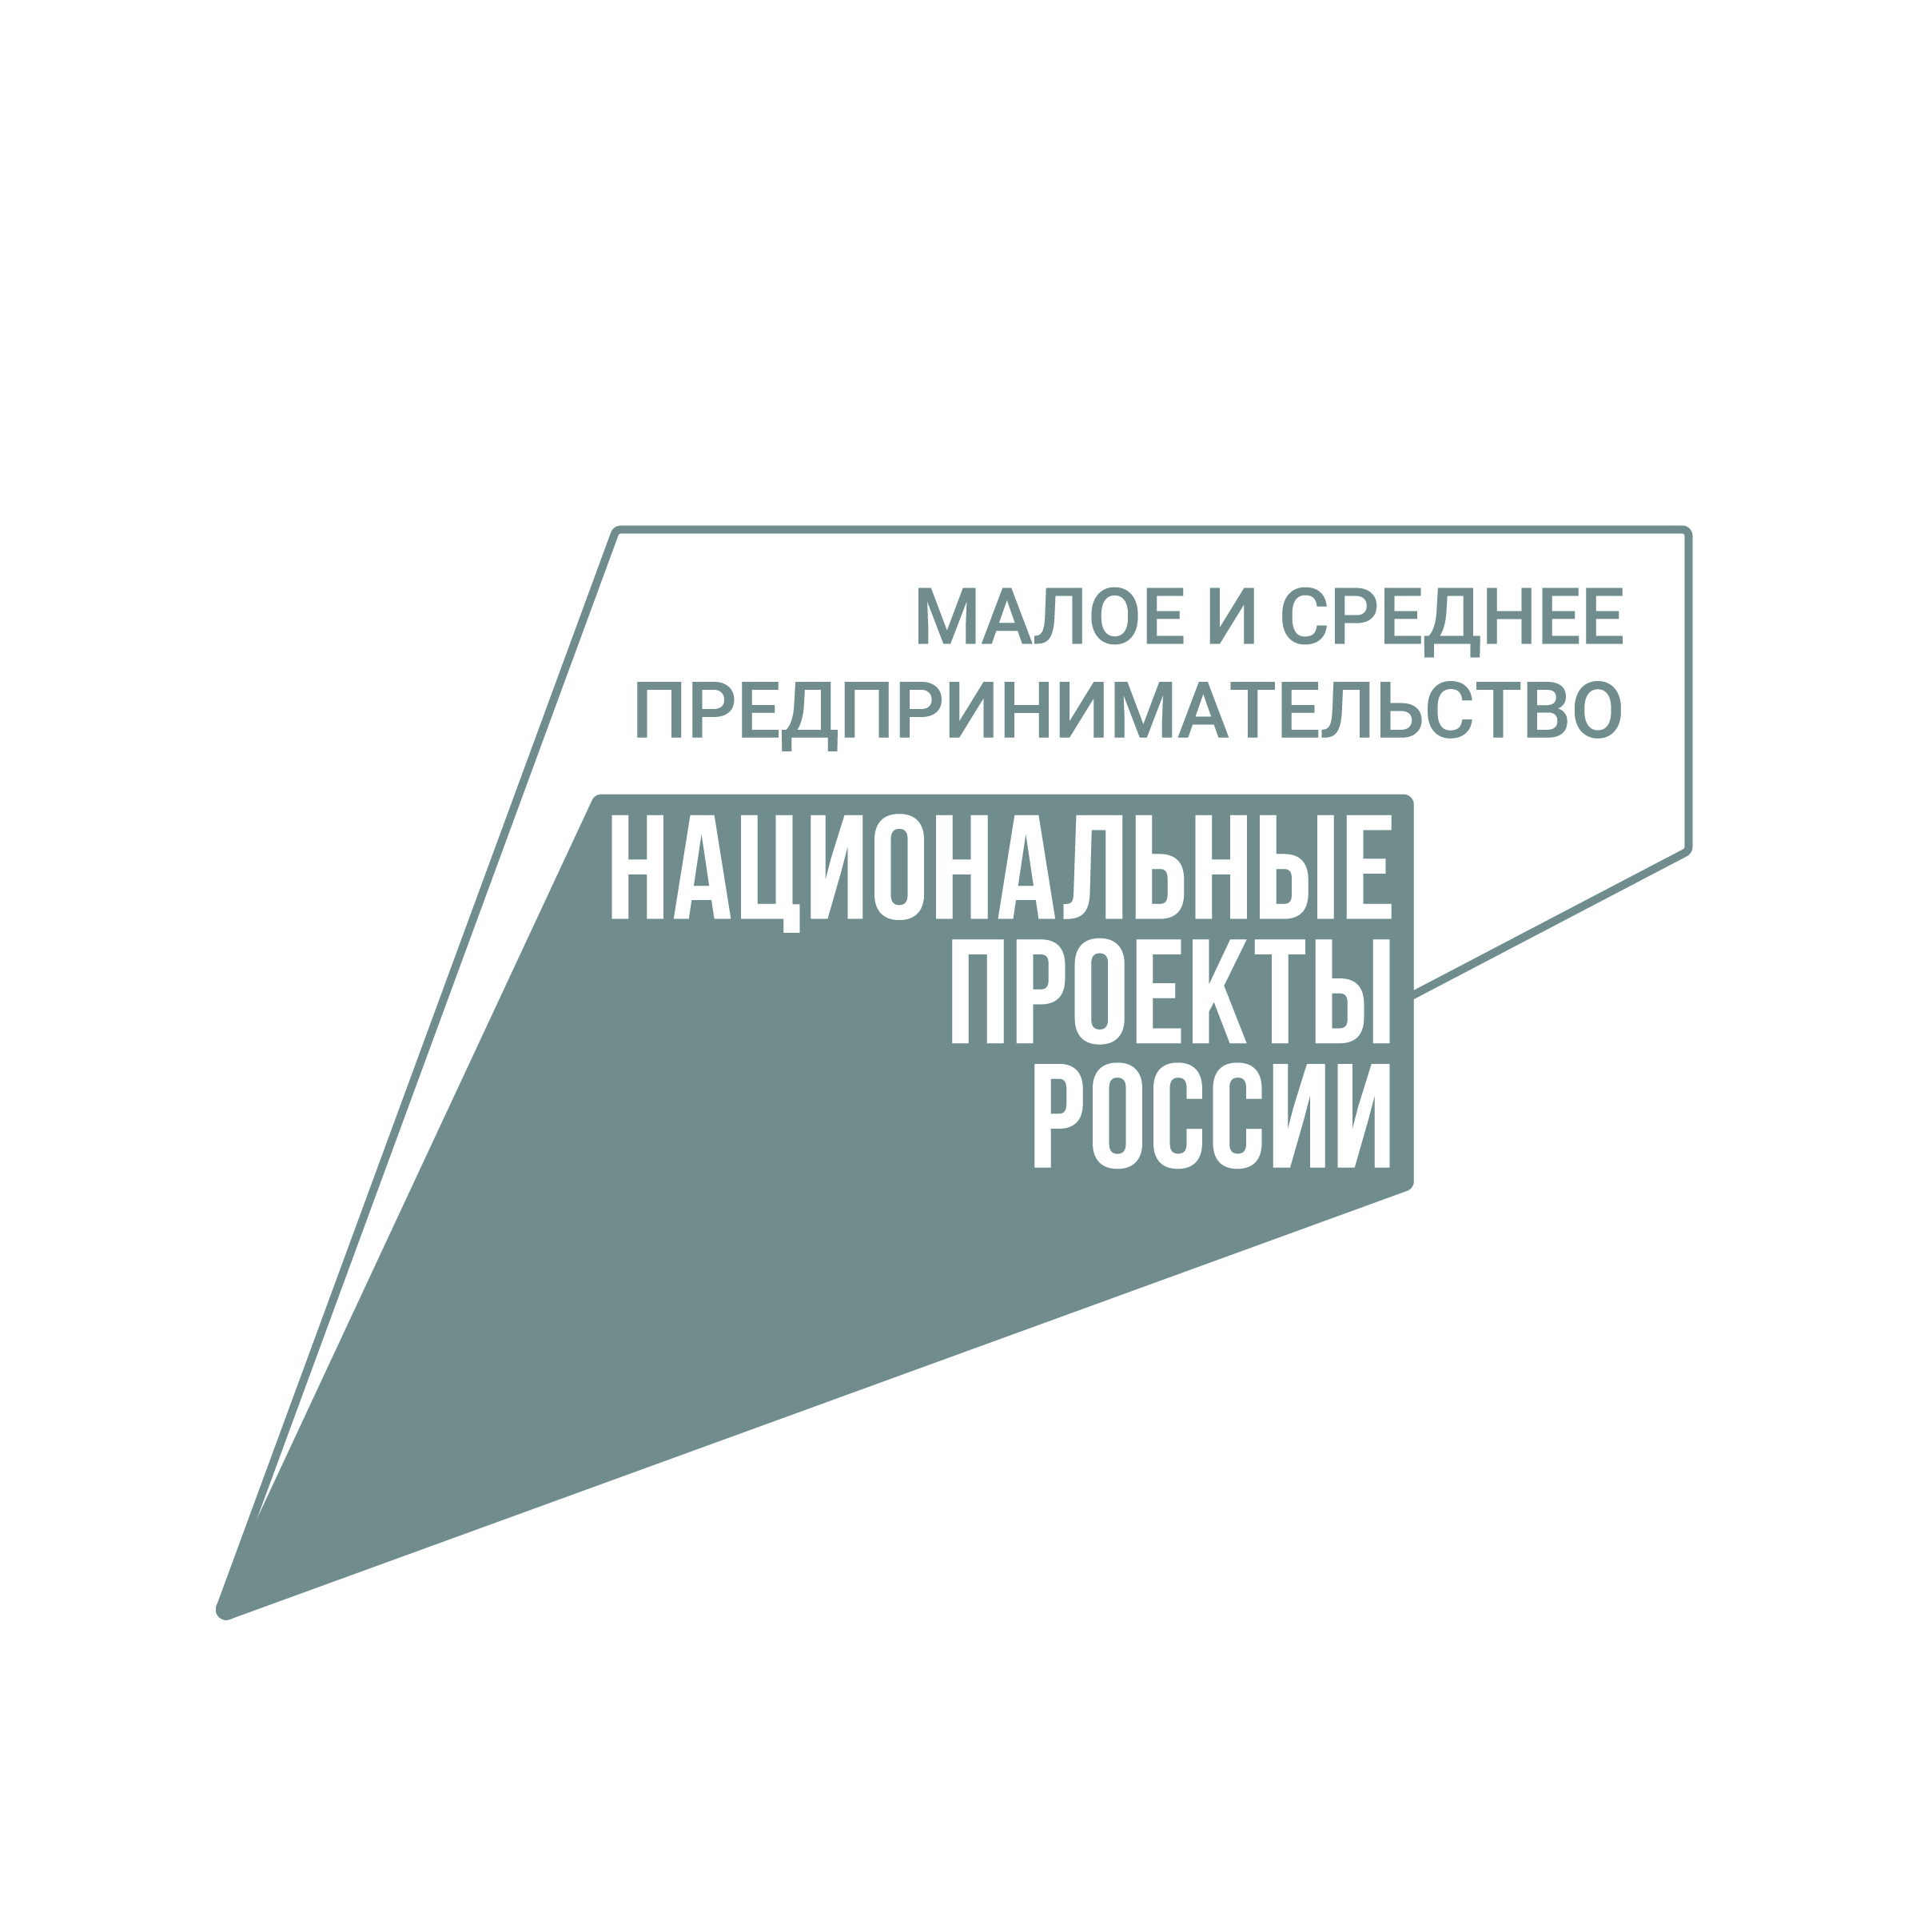 МАЛОЕ И СРЕДНЕЕ
ПРЕДПРИНИМАТЕЛЬСТВО
НАЦИОНАЛЬНЫЕ
ПРОЕКТЫ
РОССИИ